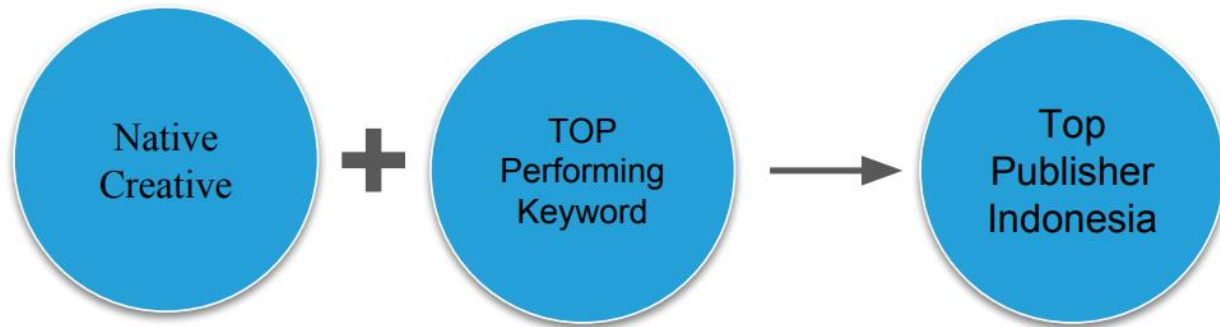 Native
Creative
TOP
Performing
Keyword
Top
Publisher
Indonesia